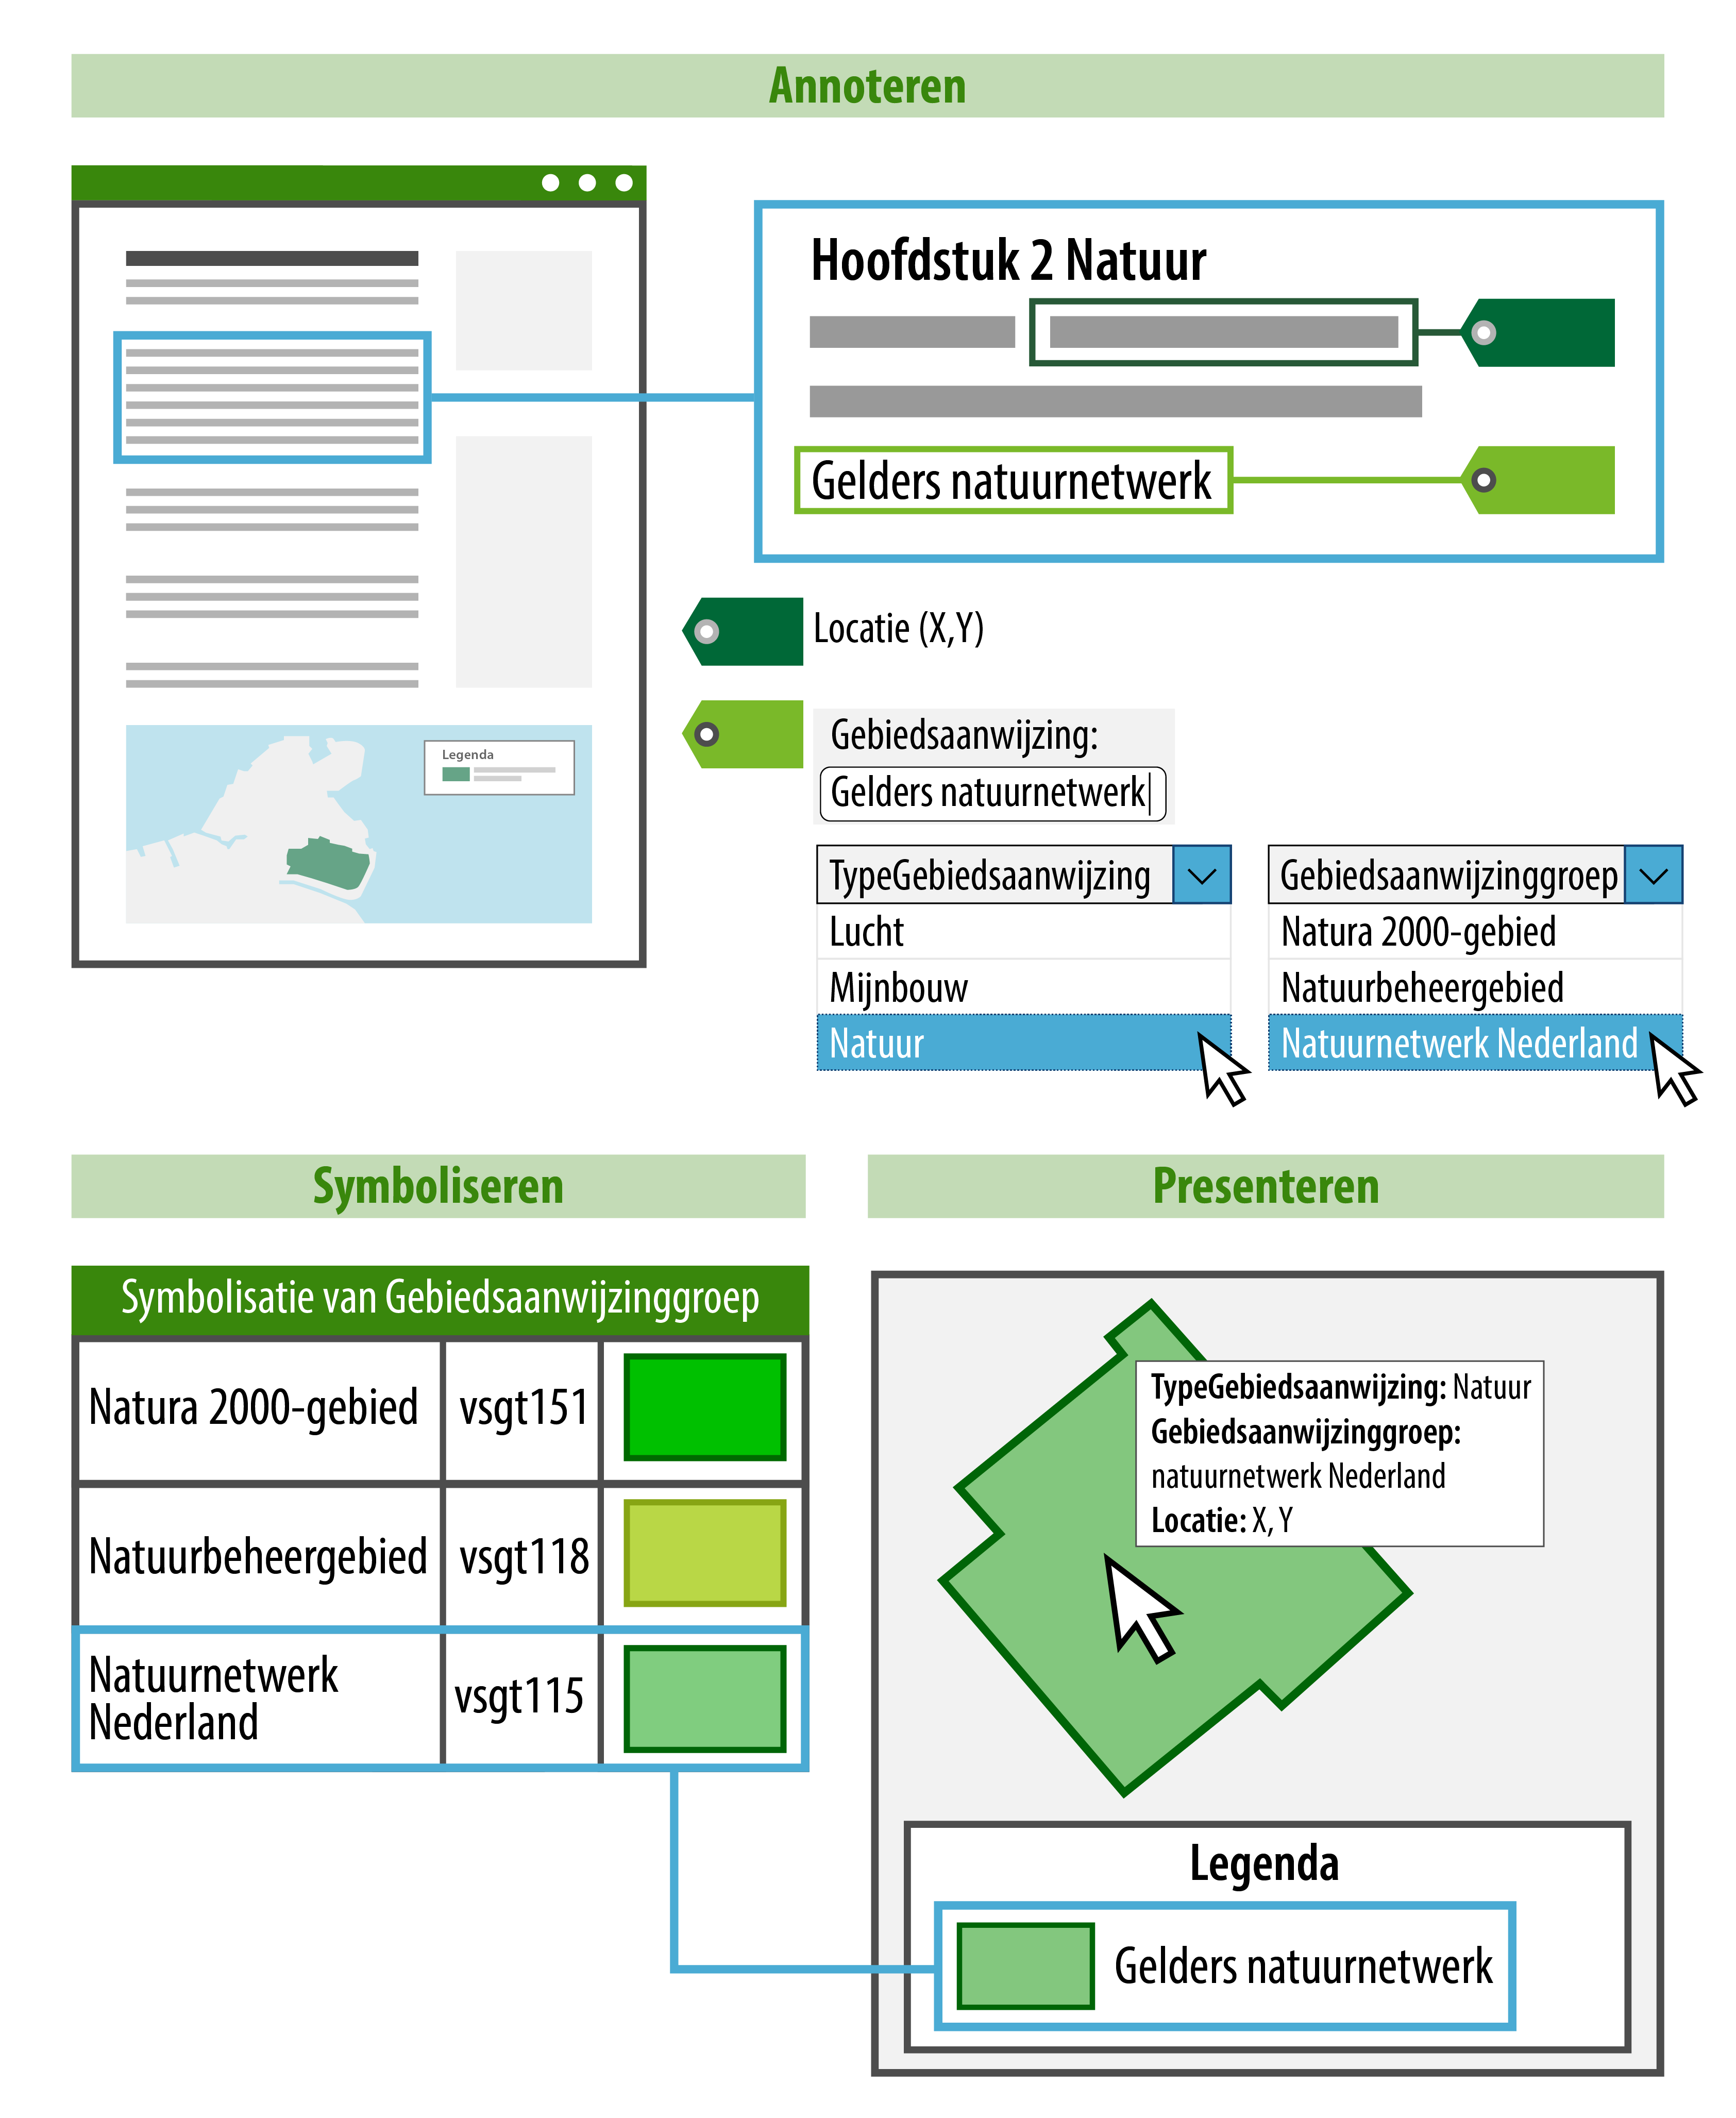 Annoteren
Hoofdstuk 2 Natuur
Gelders natuurnetwerk
Legenda
Locatie (X,Y)
Gebiedsaanwijzing:
Gelders natuurnetwerk
TypeGebiedsaanwijzing
Lucht
Mijnbouw
Natuur
Gebiedsaanwijzinggroep
Natura 2000-gebied
Natuurbeheergebied
Natuurnetwerk Nederland
Symboliseren
Symbolisatie van Gebiedsaanwijzinggroep
Natura 2000-gebied vsgt151
Natuurbeheergebied vsgt118
Natuurnetwerk
Nederland
vsgt115
Presenteren
TypeGebiedsaanwijzing: Natuur
Gebiedsaanwijzinggroep:
natuurnetwerk Nederland
Locatie: X, Y
Legenda
Gelders natuurnetwerk